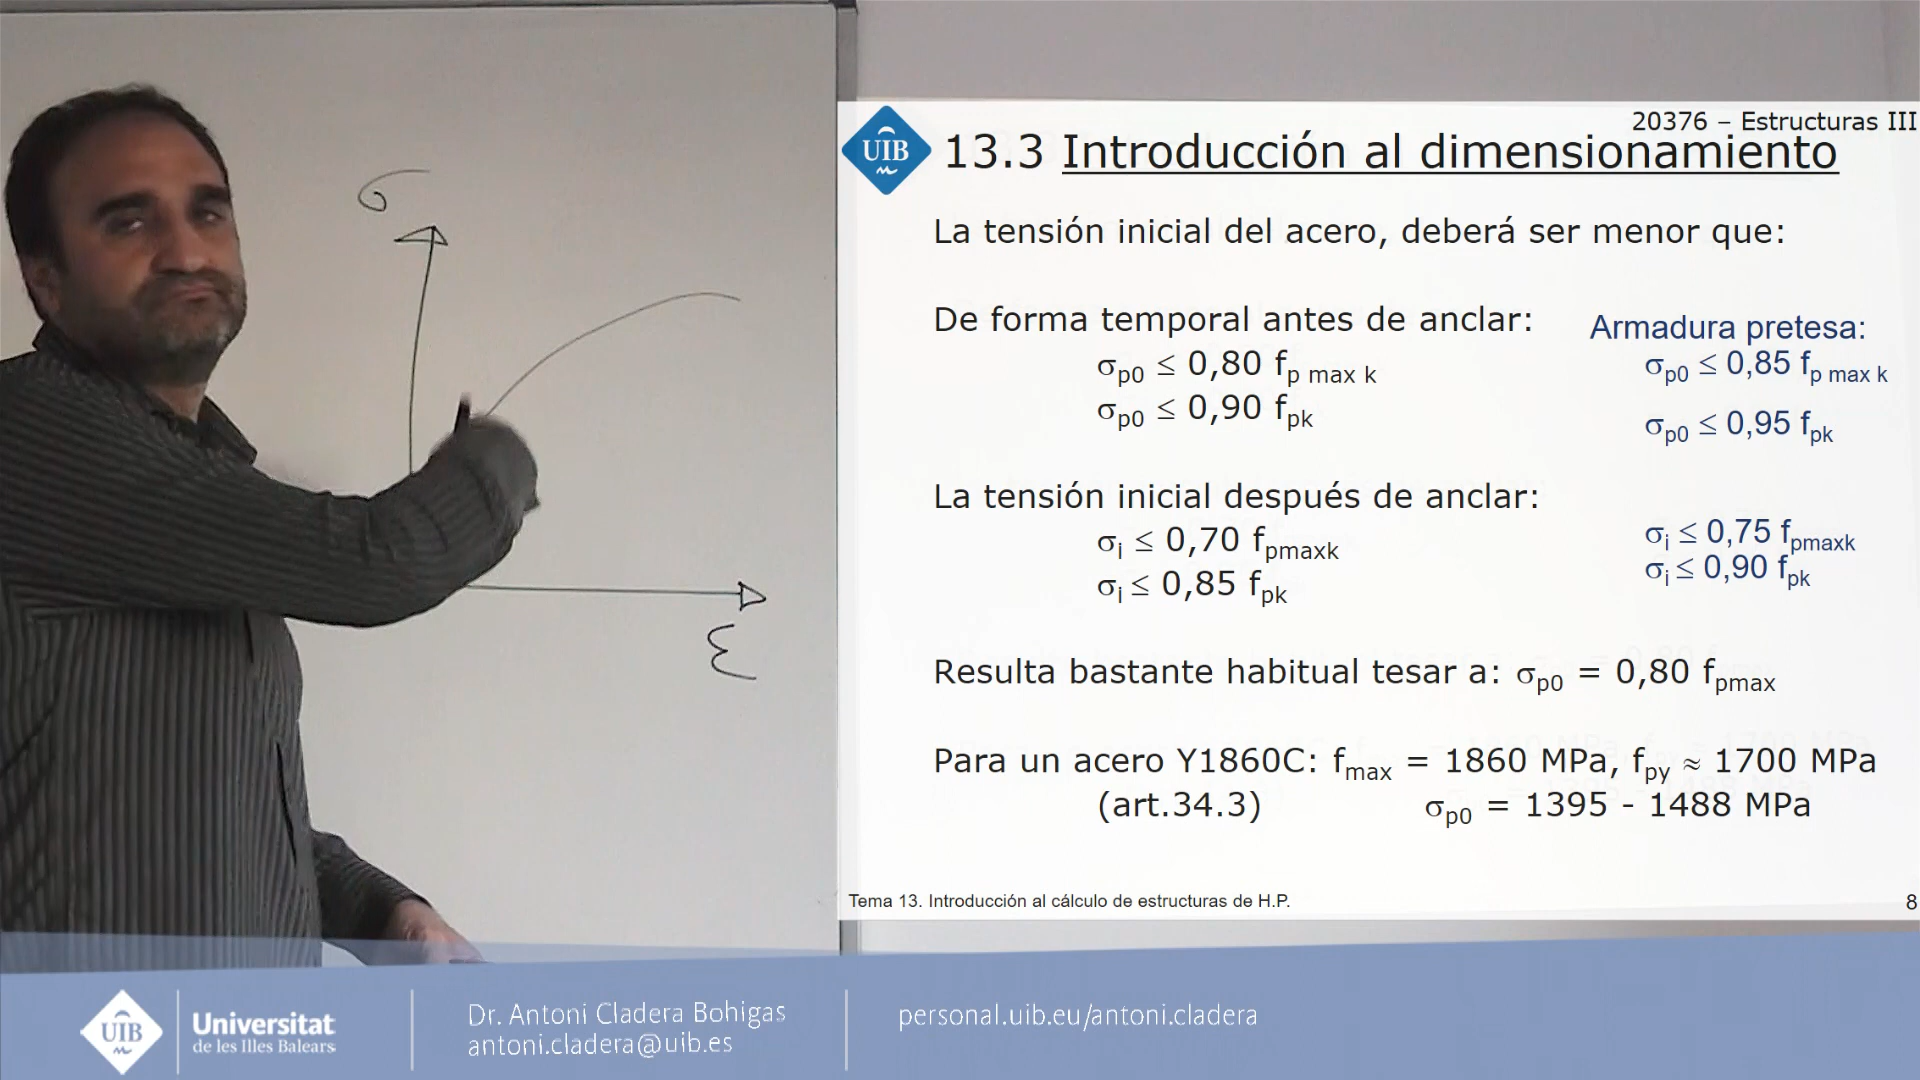 σ
ε
UIB
20376 – Estructuras III
13.3 Introducción al dimensionamiento
La tensión inicial del acero, deberá ser menor que:
De forma temporal antes de anclar:
σp0 ≤ 0,80 fp max k
σp0 ≤ 0,90 fpk
Armadura pretesa:
σp0 ≤ 0,85 fp max k
σp0 ≤ 0,95 fpk
La tensión inicial después de anclar:
σi ≤ 0,70 fpmaxk
σi ≤ 0,85 fpk
σi ≤ 0,75 fpmaxk
σi ≤ 0,90 fpk
Resulta bastante habitual tesar a: σp0 = 0,80 fpmax
Para un acero Y1860C: fmax = 1860 MPa, fpy ≈ 1700 MPa
(art.34.3) σp0 = 1395 - 1488 MPa
Tema 13. Introducción al cálculo de estructuras de H.P. 8
UIB
Universitat
de les Illes Balears
Dr. Antoni Cladera Bohigas
antoni.cladera@uib.es
personal.uib.eu/antoni.cladera